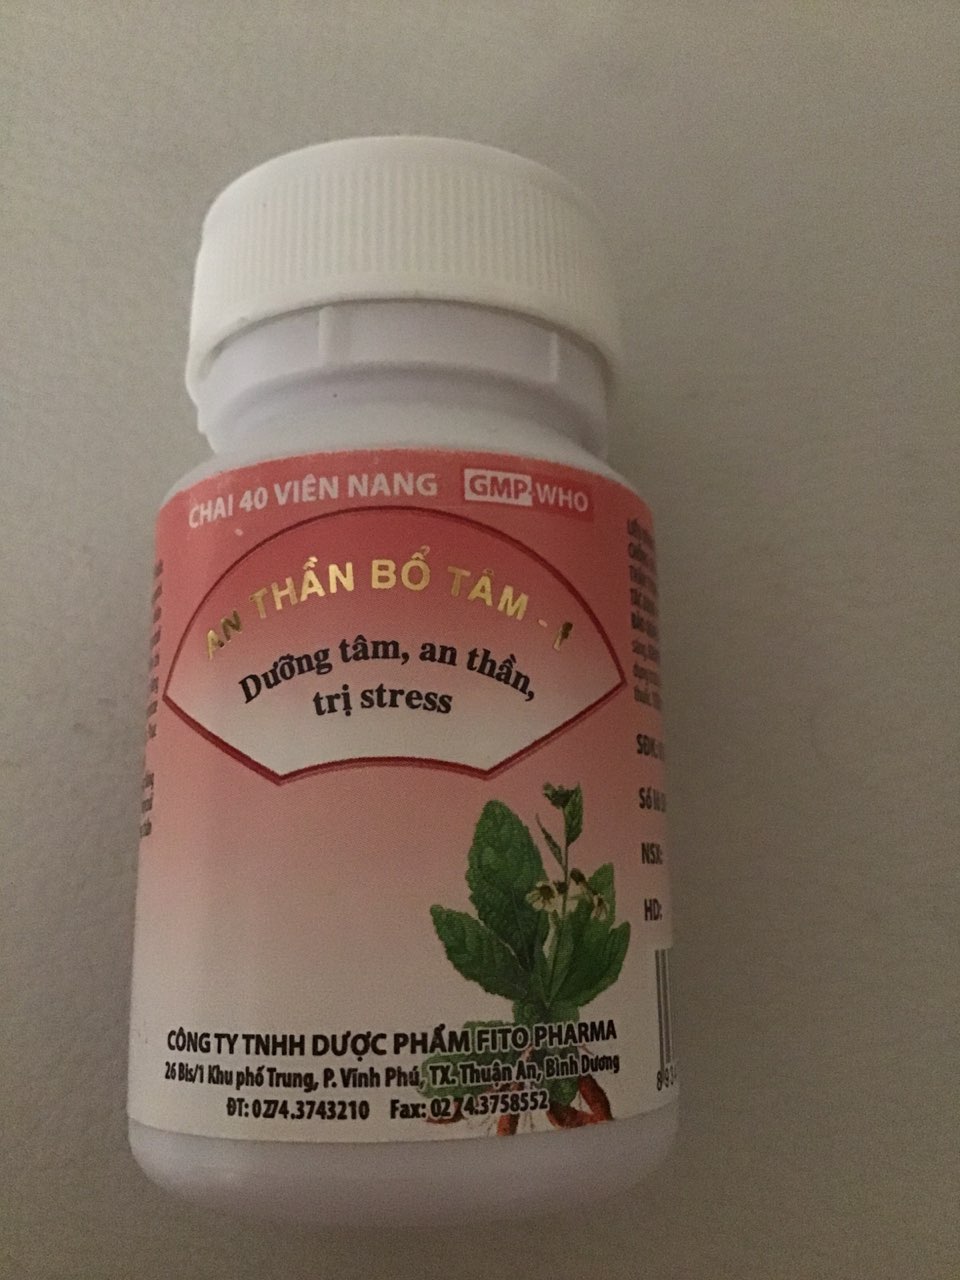 CHAI 40 VIÊN NANG GMP-WHO
AN THẦN BỔ TÂM - f
Dưỡng tâm, an thần,
trị stress
SĐK:
Số lô
NSX:
HD:
CÔNG TY TNHH DƯỢC PHẨM FITO PHARMA
26 Bis/1 Khu phố Trung, P. Vĩnh Phú, TX. Thuận An, Bình Dương
ĐT: 0274.3743210 Fax: 0274.3758552